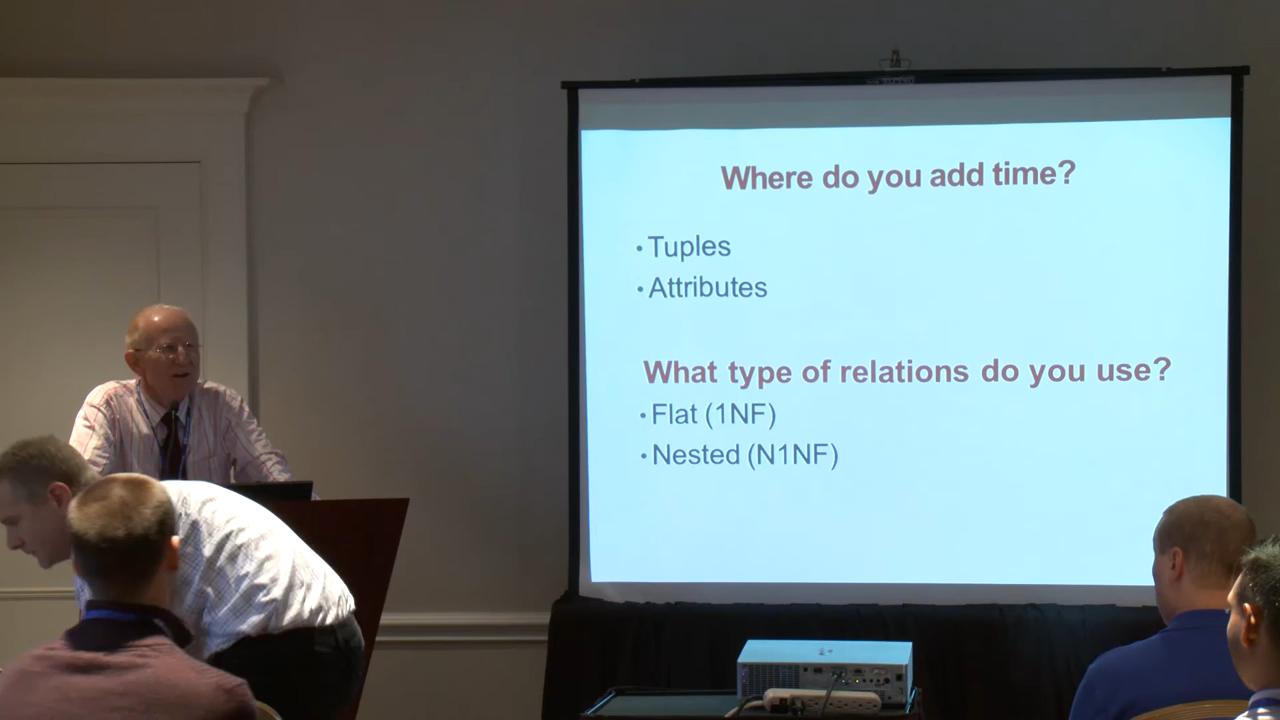 Where do you add time?
• Tuples
• Attributes
What type of relations do you use?
• Flat (1NF)
• Nested (N1NF)